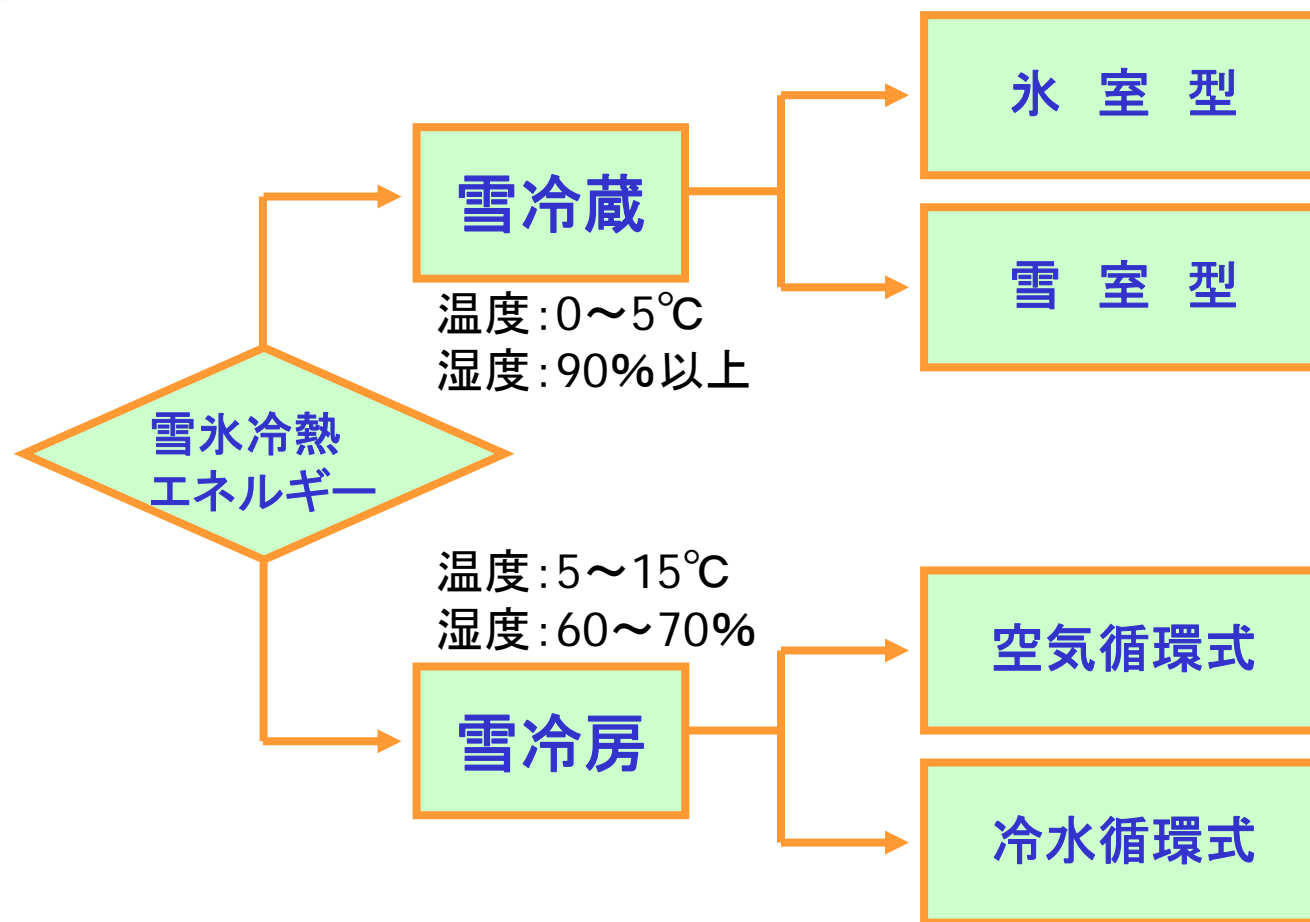 氷室型
雪冷蔵
雪室型
温度:0～5℃
湿度:90%以上
雪氷冷熱
エネルギー
温度:5～15℃
湿度:60～70%
空気循環式
雪冷房
冷水循環式